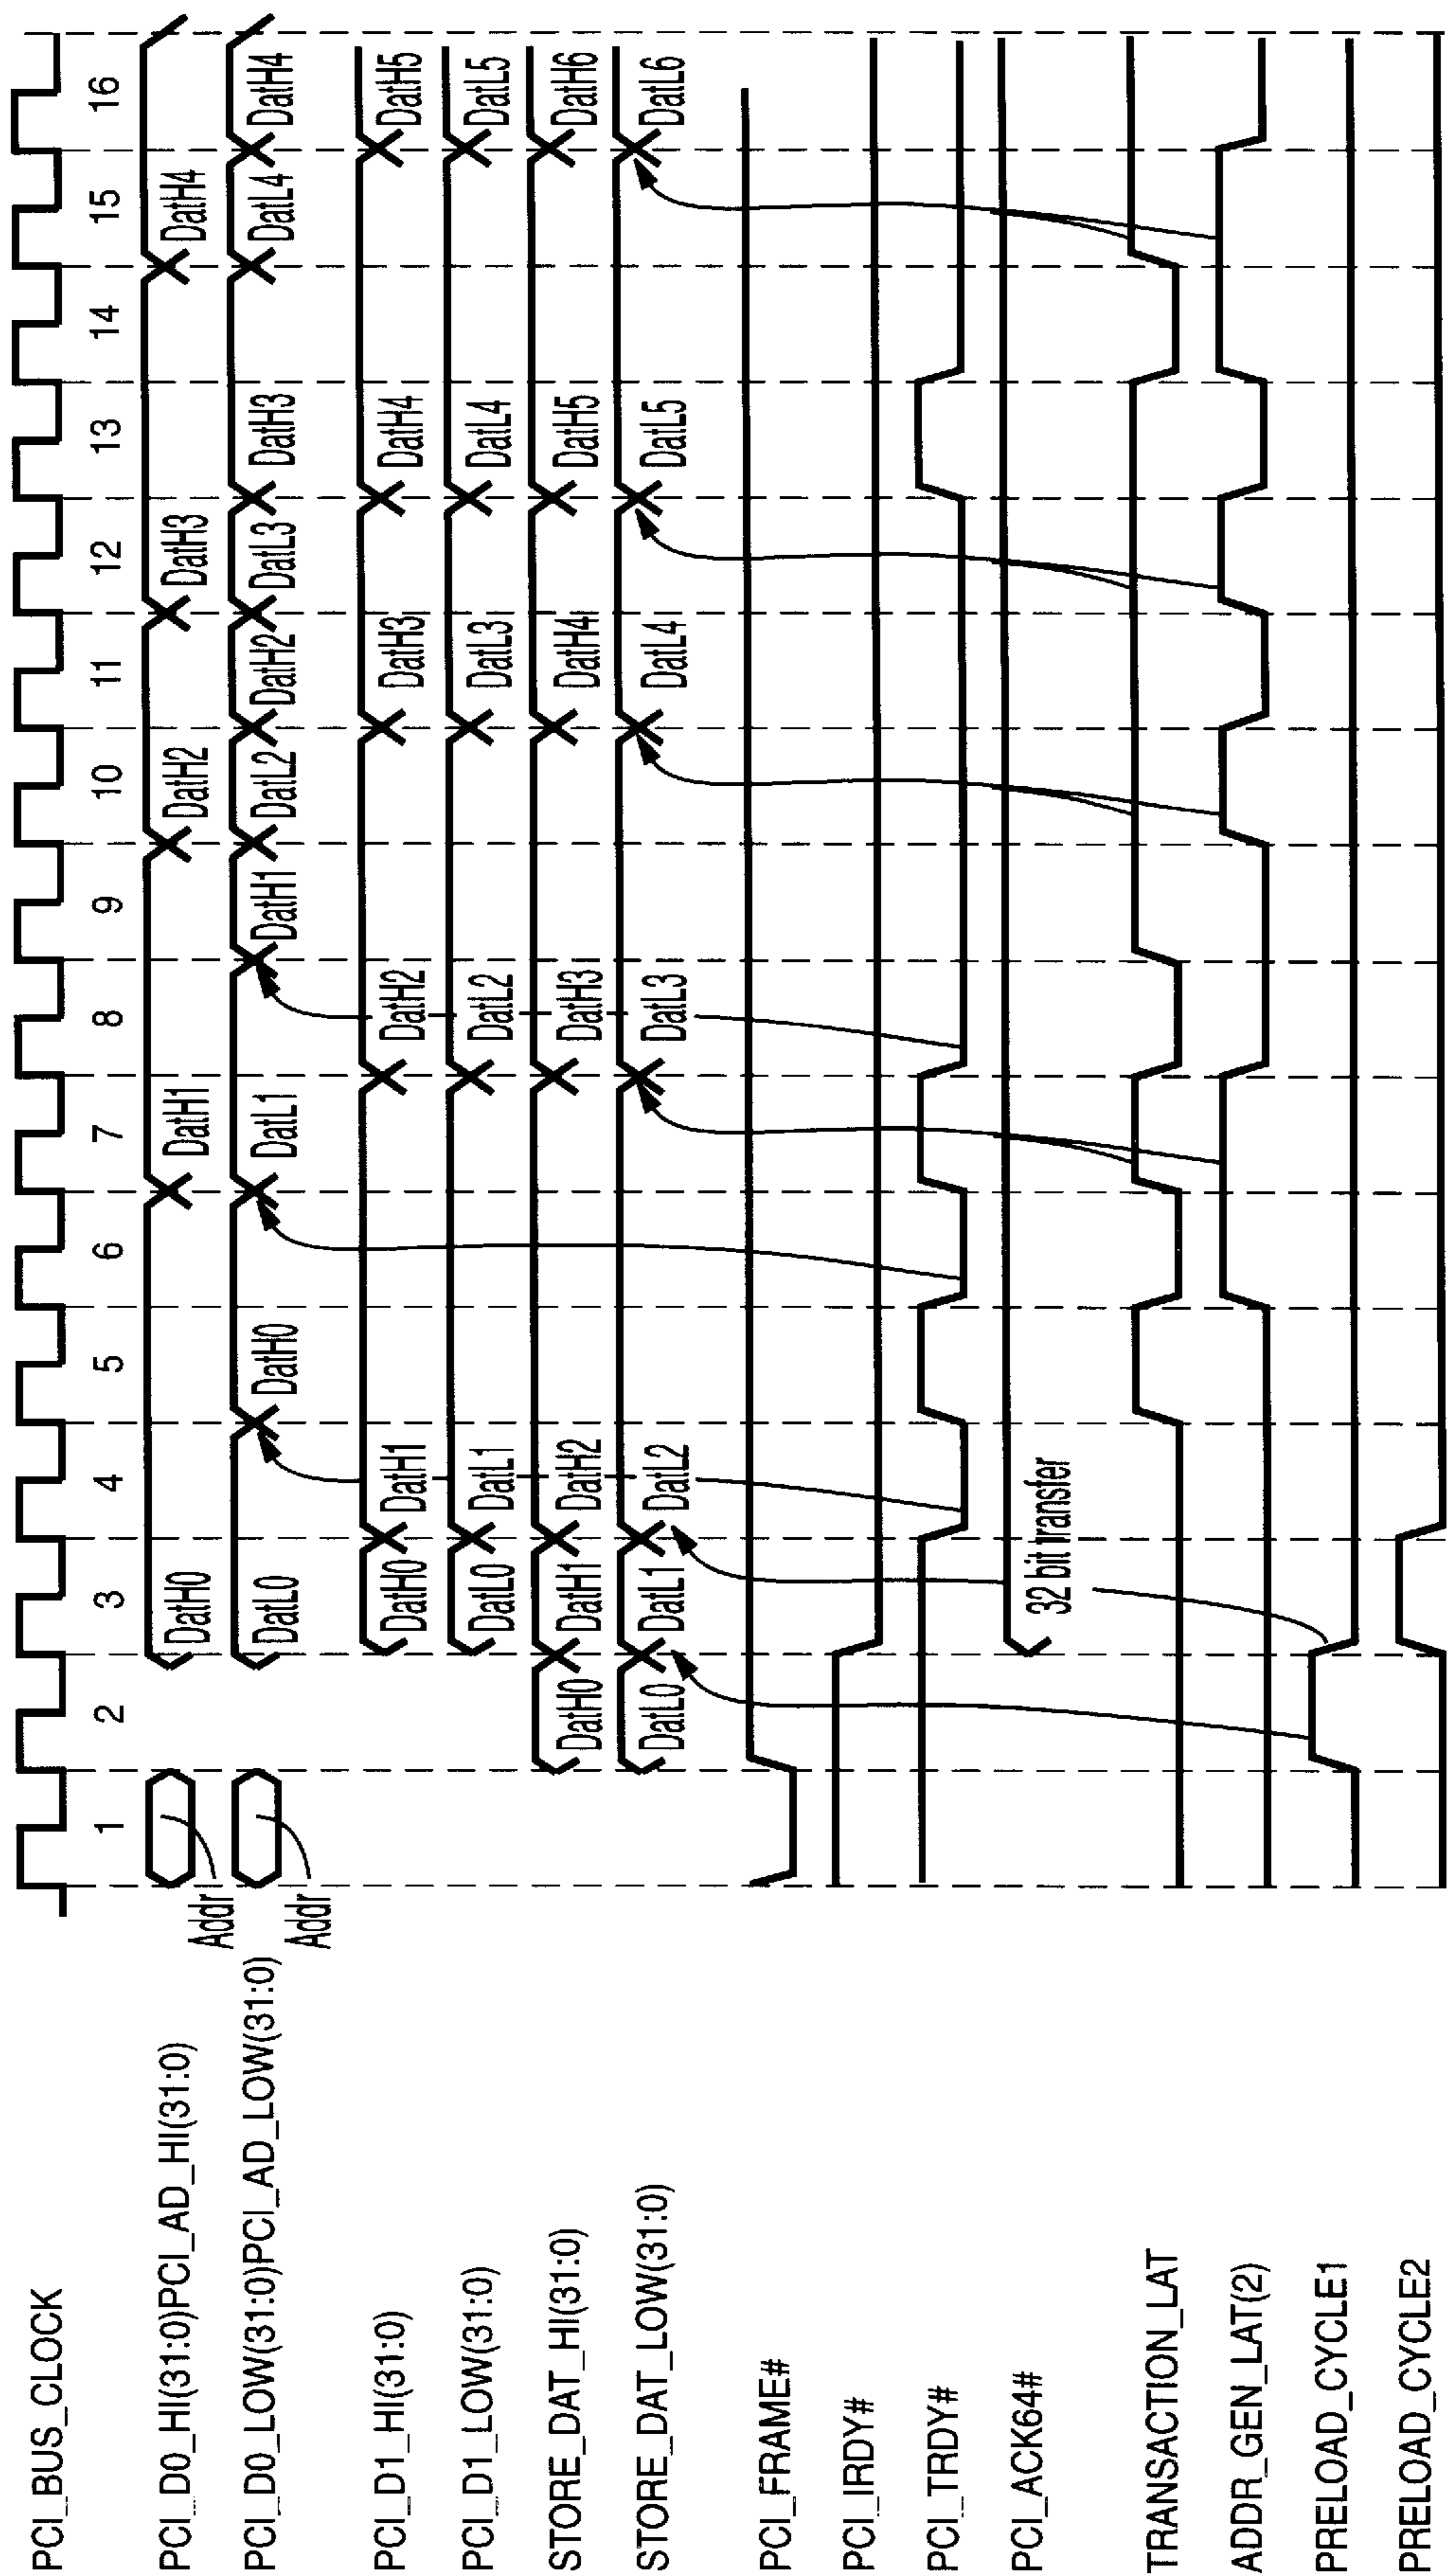 PCI_BUS_CLOCK 1 2 3 4 5 6 7 8 9 10 11 12 13 14 15 16
PCI_D0_HI(31:0)PCI_AD_HI(31:0) Addr DatH0 DatH1 DatH2 DatH3 DatH4
PCI_D0_LOW(31:0)PCI_AD_LOW(31:0) Addr DatL0 DatH0 DatL1 DatH1 DatL2 DatH2 DatL3 DatH3 DatL4 DatH4
PCI_D1_HI(31:0) DatH0 DatH1 DatH2 DatH3 DatH4 DatH5
PCI_D1_LOW(31:0) DatL0 DatL1 DatL2 DatL3 DatL4 DatL5
STORE_DAT_HI(31:0) DatH0 DatH1 DatH2 DatH3 DatH4 DatH5 DatH6
STORE_DAT_LOW(31:0) DatL0 DatL1 DatL2 DatL3 DatL4 DatL5 DatL6
PCI_FRAME#
PCI_IRDY#
PCI_TRDY#
PCI_ACK64# 32 bit transfer
TRANSACTION_LAT
ADDR_GEN_LAT(2)
PRELOAD_CYCLE1
PRELOAD_CYCLE2